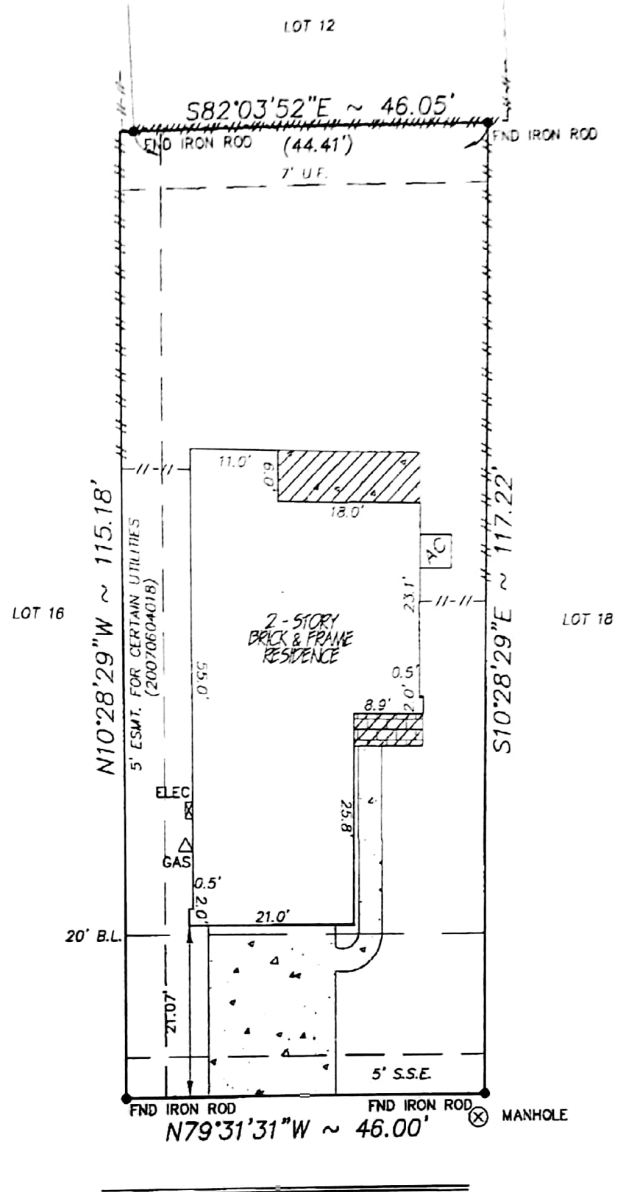 LOT 12
S82°03'52"E ~ 46.05'
FND IRON ROD
(44.41')
FND IRON ROD
7' U.E.
11.0'
6.0'
18.0'
A/C
N10°28'29"W ~ 115.18'
S10°28'29"E ~ 117.22'
5' ESMT. FOR CERTAIN UTILITIES
(20070604018)
23.1'
LOT 16
LOT 18
2 - STORY
BRICK & FRAME
RESIDENCE
55.0'
0.5'
2.0'
8.9'
ELEC
25.8'
GAS
0.5'
2.0'
21.0'
20' B.L.
21.07'
5' S.S.E.
FND IRON ROD
FND IRON ROD
MANHOLE
N79°31'31"W ~ 46.00'